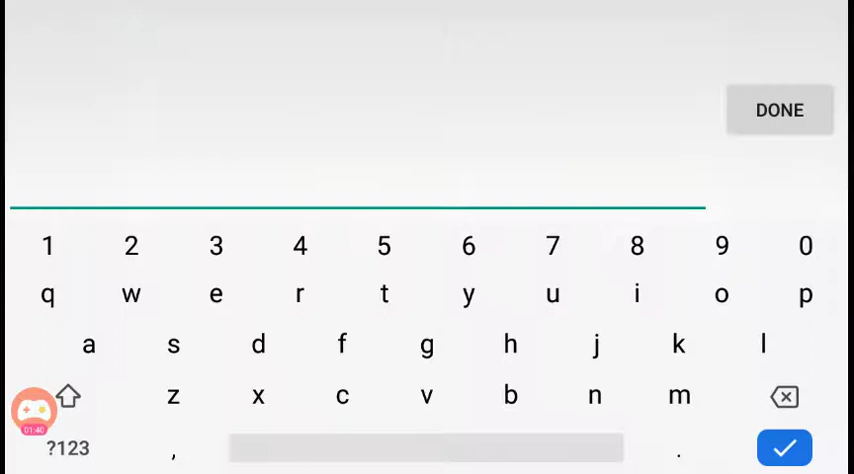 DONE
1 2 3 4 5 6 7 8 9 0
q w e r t y u i o p
a s d f g h j k l
z x c v b n m
01:40
?123 , .